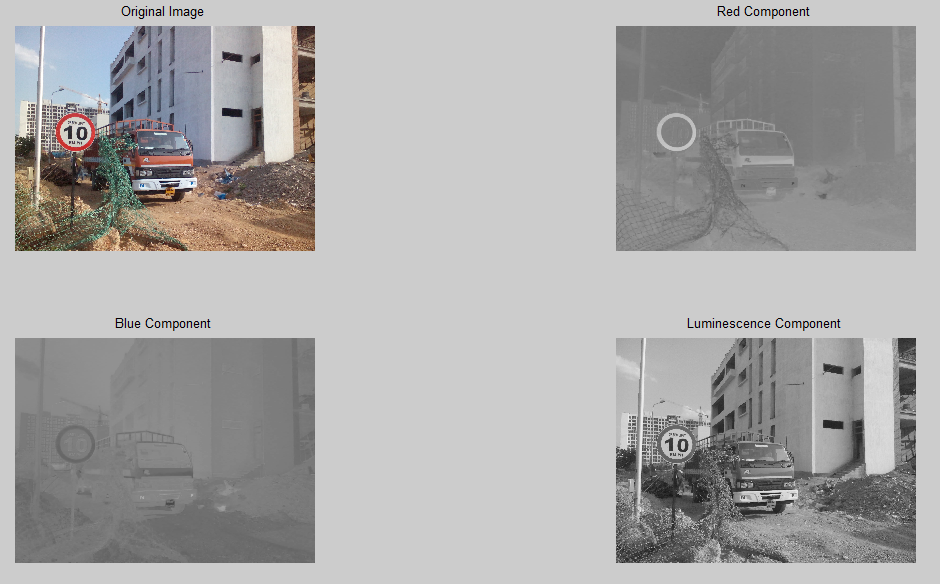 Original Image
Red Component
10
Blue Component
Luminescence Component
10